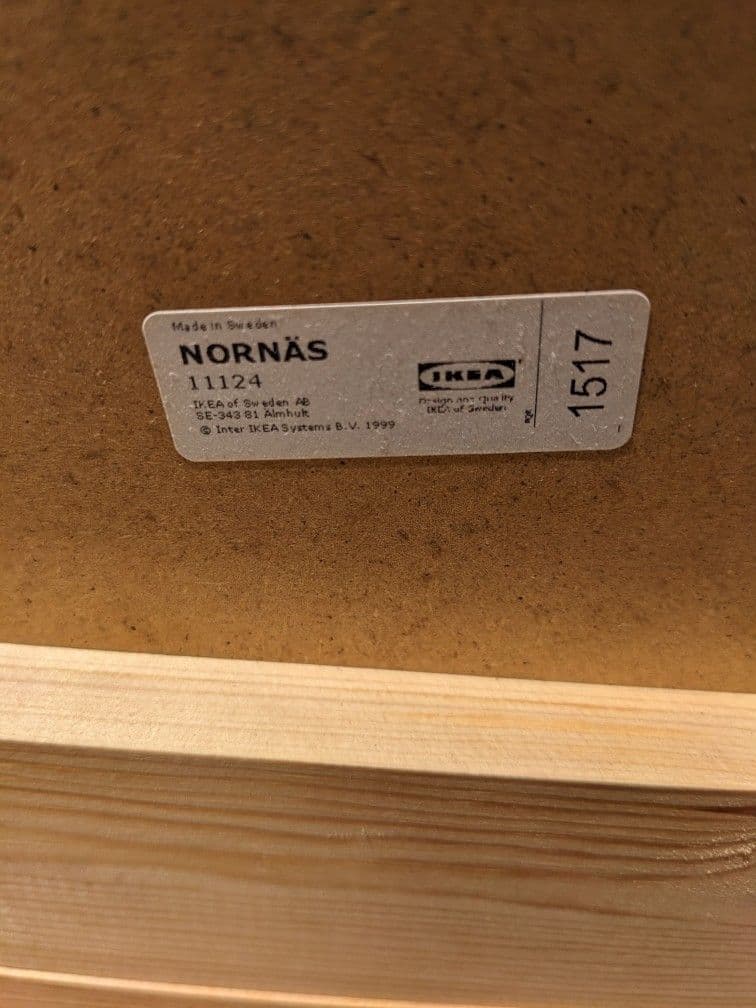 Made in Sweden
NORNÄS
11124
IKEA of Sweden AB
SE-343 81 Älmhult
© Inter IKEA Systems B.V. 1999
IKEA
Design and Quality
IKEA of Sweden
1517